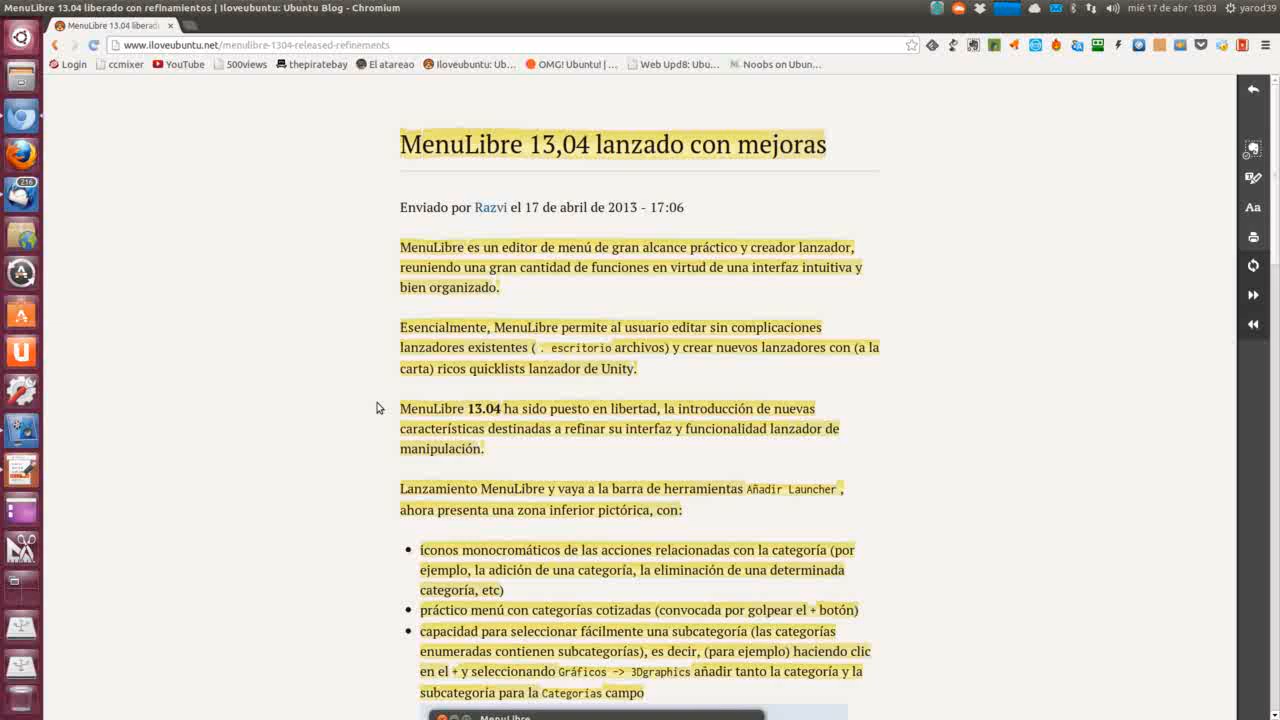 MenuLibre 13.04 liberado con refinamientos | Iloveubuntu: Ubuntu Blog - Chromium
mié 17 de abr 18:03 yarod39
MenuLibre 13.04 liberado
www.iloveubuntu.net/menulibre-1304-released-refinements
Login ccmixer YouTube 500views thepiratebay El atareao Iloveubuntu: Ub... OMG! Ubuntu! | ... Web Upd8: Ubu... Noobs on Ubun...
MenuLibre 13,04 lanzado con mejoras
Enviado por Razvi el 17 de abril de 2013 - 17:06
MenuLibre es un editor de menú de gran alcance práctico y creador lanzador,
reuniendo una gran cantidad de funciones en virtud de una interfaz intuitiva y
bien organizado.
Esencialmente, MenuLibre permite al usuario editar sin complicaciones
lanzadores existentes ( . escritorio archivos) y crear nuevos lanzadores con (a la
carta) ricos quicklists lanzador de Unity.
MenuLibre 13.04 ha sido puesto en libertad, la introducción de nuevas
características destinadas a refinar su interfaz y funcionalidad lanzador de
manipulación.
Lanzamiento MenuLibre y vaya a la barra de herramientas Añadir Launcher ,
ahora presenta una zona inferior pictórica, con:
íconos monocromáticos de las acciones relacionadas con la categoría (por
ejemplo, la adición de una categoría, la eliminación de una determinada
categoría, etc)
práctico menú con categorías cotizadas (convocada por golpear el + botón)
capacidad para seleccionar fácilmente una subcategoría (las categorías
enumeradas contienen subcategorías), es decir, (para ejemplo) haciendo clic
en el + y seleccionando Gráficos -> 3Dgraphics añadir tanto la categoría y la
subcategoría para la Categorías campo
MenuLibre
Aa
216